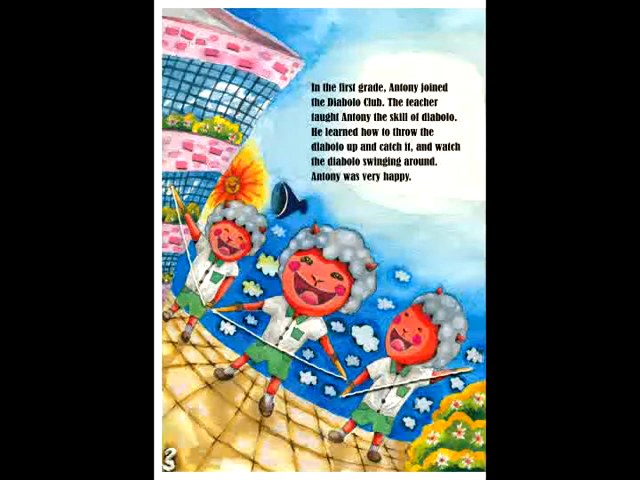 In the first grade, Antony joined
the Diabolo Club. The teacher
taught Antony the skill of diabolo.
He learned how to throw the
diabolo up and catch it, and watch
the diabolo swinging around.
Antony was very happy.